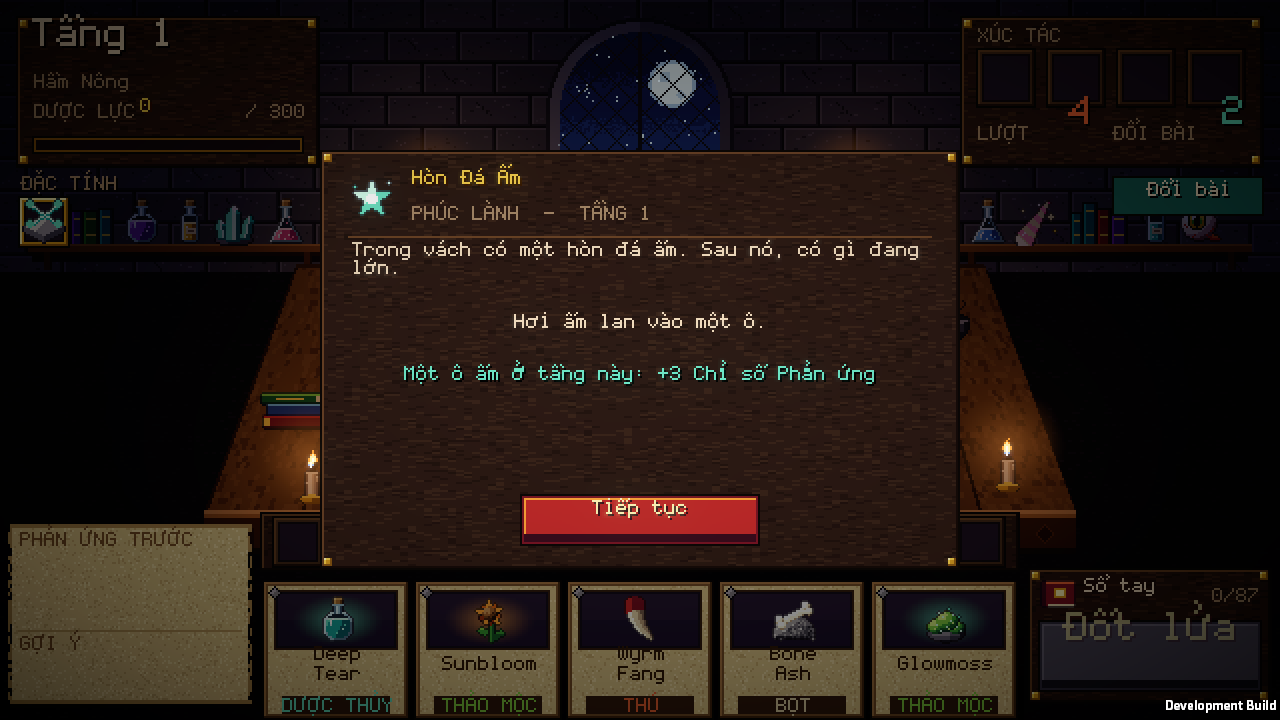 Tầng 1
Hầm Nông
DƯỢC LỰC 0 / 300
ĐẶC TÍNH
XÚC TÁC
LƯỢT 4 ĐỔI BÀI 2
Đổi bài
Hòn Đá Ấm
PHÚC LÀNH - TẦNG 1
Trong vách có một hòn đá ấm. Sau nó, có gì đang
lớn.
Hơi ấm lan vào một ô.
Một ô ấm ở tầng này: +3 Chỉ số Phản ứng
Tiếp tục
PHẢN ỨNG TRƯỚC
GỢI Ý
Deep
Tear
DƯỢC THỦY
Sunbloom
THẢO MỘC
Wyrm
Fang
THÚ
Bone
Ash
BỘT
Glowmoss
THẢO MỘC
Sổ tay 0/87
Đốt lửa
Development Build